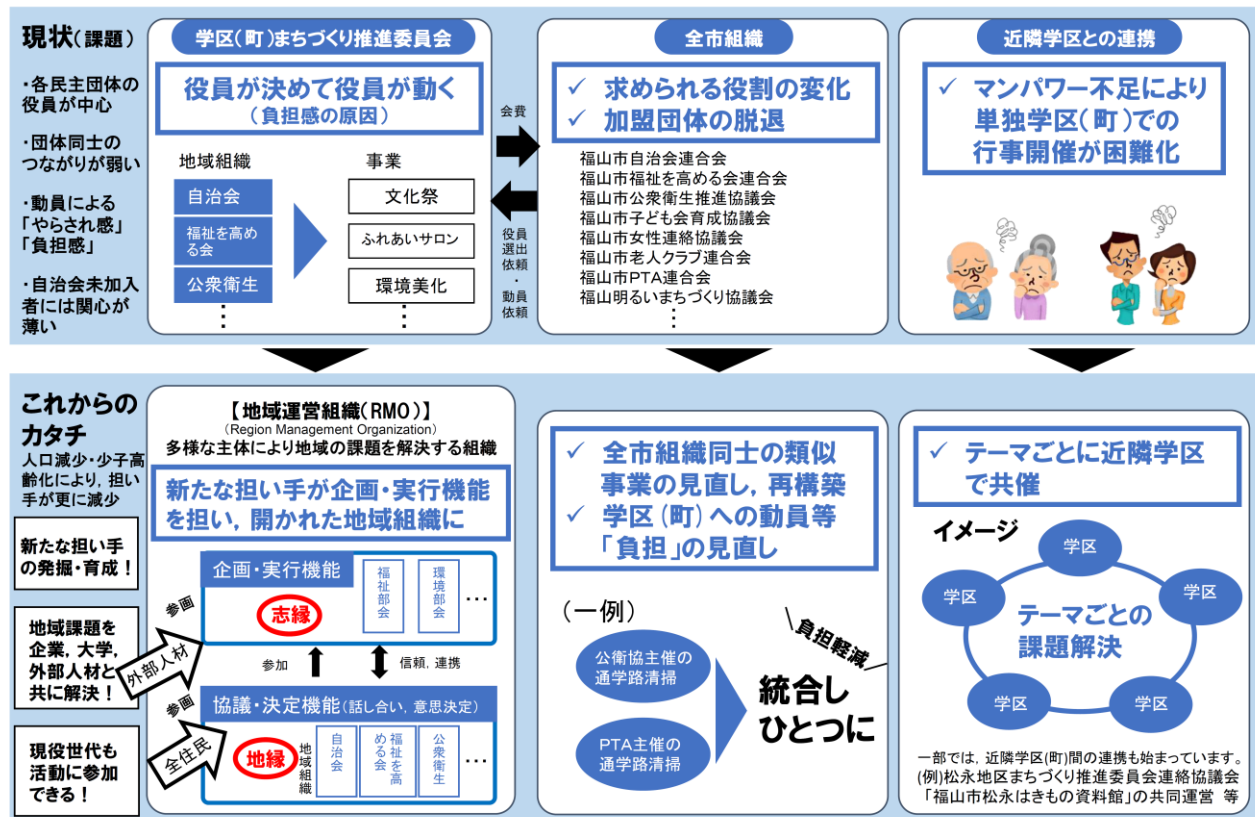 現状(課題)
・各民主団体の
役員が中心
・団体同士の
つながりが弱い
・動員による
「やらされ感」
「負担感」
・自治会未加入
者には関心が
薄い
学区(町)まちづくり推進委員会
役員が決めて役員が動く
(負担感の原因)
地域組織
事業
自治会
福祉を高め
る会
公衆衛生
⋮
文化祭
ふれあいサロン
環境美化
⋮
会費
役員
選出
依頼
・
動員
依頼
全市組織
✓ 求められる役割の変化
✓ 加盟団体の脱退
福山市自治会連合会
福山市福祉を高める会連合会
福山市公衆衛生推進協議会
福山市子ども会育成協議会
福山市女性連絡協議会
福山市老人クラブ連合会
福山市PTA連合会
福山明るいまちづくり協議会
⋮
近隣学区との連携
✓ マンパワー不足により
単独学区(町)での
行事開催が困難化
これからの
カタチ
人口減少・少子高
齢化により，担い
手が更に減少
新たな担い手
の発掘・育成！
地域課題を
企業，大学，
外部人材と
共に解決！
現役世代も
活動に参加
できる！
【地域運営組織(RMO)】
(Region Management Organization)
多様な主体により地域の課題を解決する組織
新たな担い手が企画・実行機能
を担い，開かれた地域組織に
参画
外部人材
企画・実行機能
志縁
福祉部会
環境部会
…
参加
信頼，連携
参画
全住民
協議・決定機能(話し合い，意思決定)
地縁
地域組織
自治会
福祉を高
める会
公衆衛生
…
✓ 全市組織同士の類似
事業の見直し，再構築
✓ 学区(町)への動員等
「負担」の見直し
(一例)
公衛協主催の
通学路清掃
PTA主催の
通学路清掃
負担軽減
統合し
ひとつに
✓ テーマごとに近隣学区
で共催
イメージ
学区
学区
学区
テーマごとの
課題解決
学区
学区
一部では，近隣学区(町)間の連携も始まっています。
(例)松永地区まちづくり推進委員会連絡協議会
「福山市松永はきもの資料館」の共同運営 等